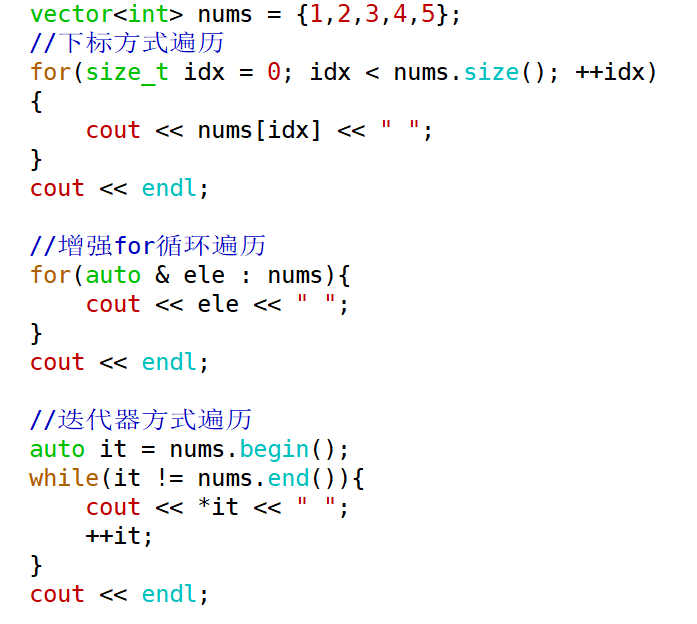 vector<int> nums = {1,2,3,4,5};
//下标方式遍历
for(size_t idx = 0; idx < nums.size(); ++idx)
{
    cout << nums[idx] << " ";
}
cout << endl;

//增强for循环遍历
for(auto & ele : nums){
    cout << ele << " ";
}
cout << endl;

//迭代器方式遍历
auto it = nums.begin();
while(it != nums.end()){
    cout << *it << " ";
    ++it;
}
cout << endl;